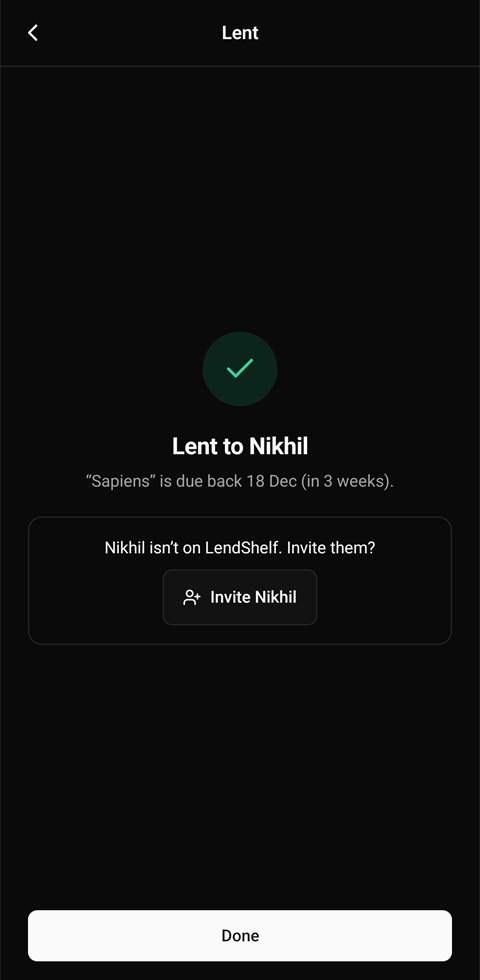 Lent
Lent to Nikhil
“Sapiens” is due back 18 Dec (in 3 weeks).
Nikhil isn’t on LendShelf. Invite them?
Invite Nikhil
Done